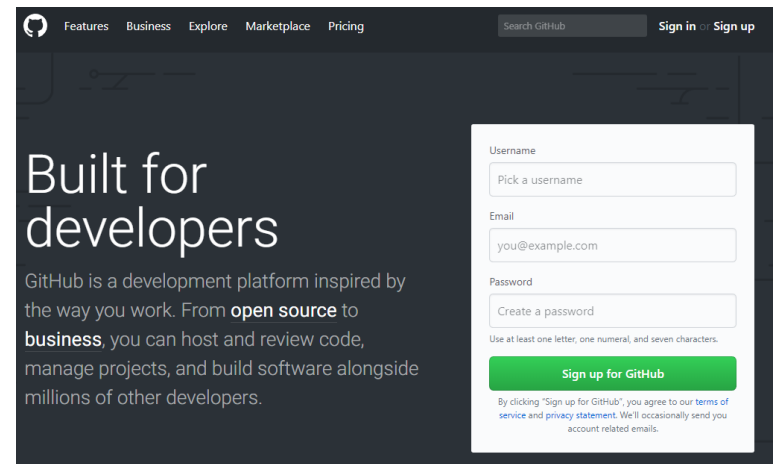 Features Business Explore Marketplace Pricing Search GitHub Sign in or Sign up
Built for
developers
GitHub is a development platform inspired by
the way you work. From open source to
business, you can host and review code,
manage projects, and build software alongside
millions of other developers.
Username
Pick a username
Email
you@example.com
Password
Create a password
Use at least one letter, one numeral, and seven characters.
Sign up for GitHub
By clicking "Sign up for GitHub", you agree to our terms of
service and privacy statement. We'll occasionally send you
account related emails.